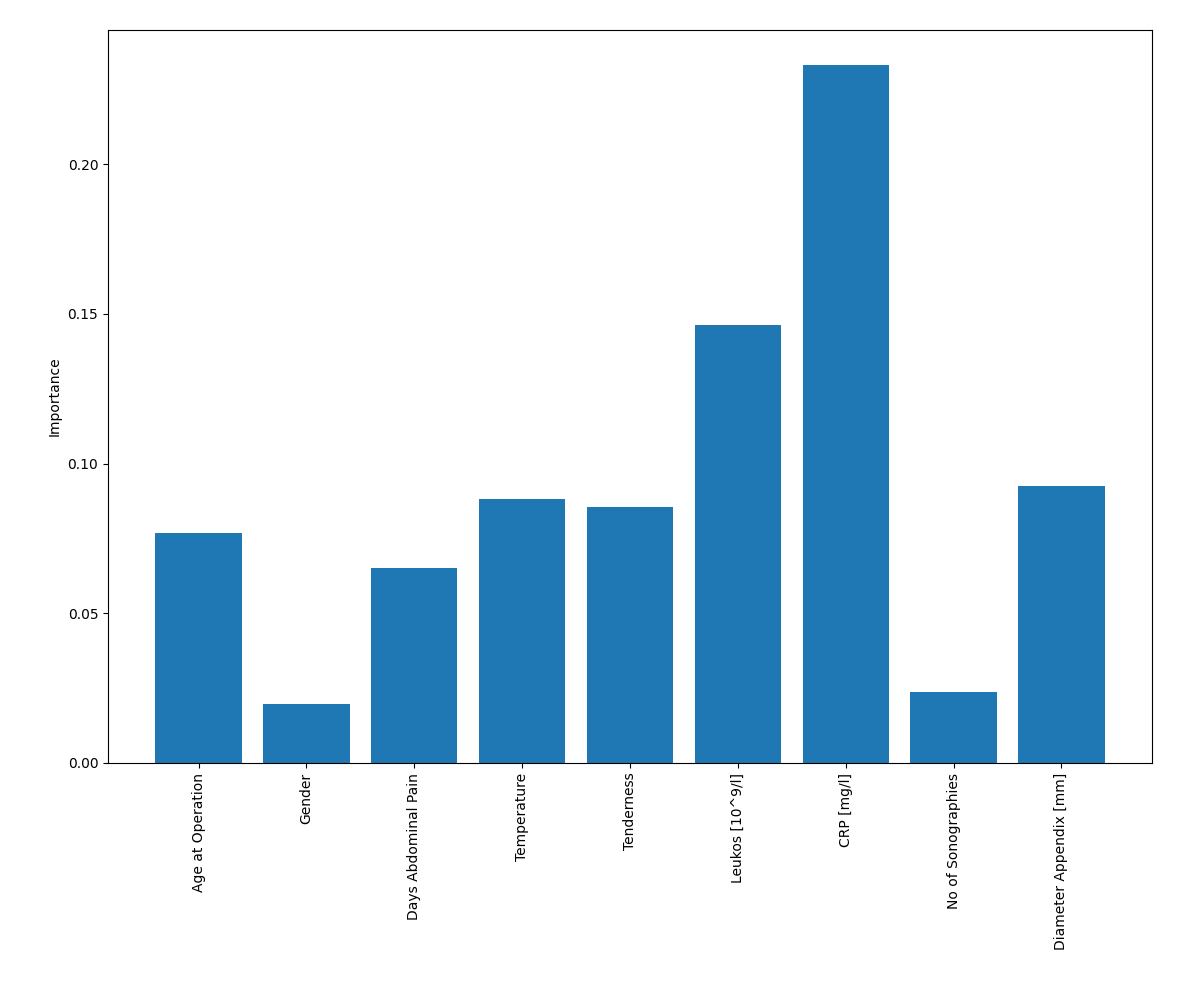 Importance
0.20
0.15
0.10
0.05
0.00
Age at Operation
Gender
Days Abdominal Pain
Temperature
Tenderness
Leukos [10^9/l]
CRP [mg/l]
No of Sonographies
Diameter Appendix [mm]